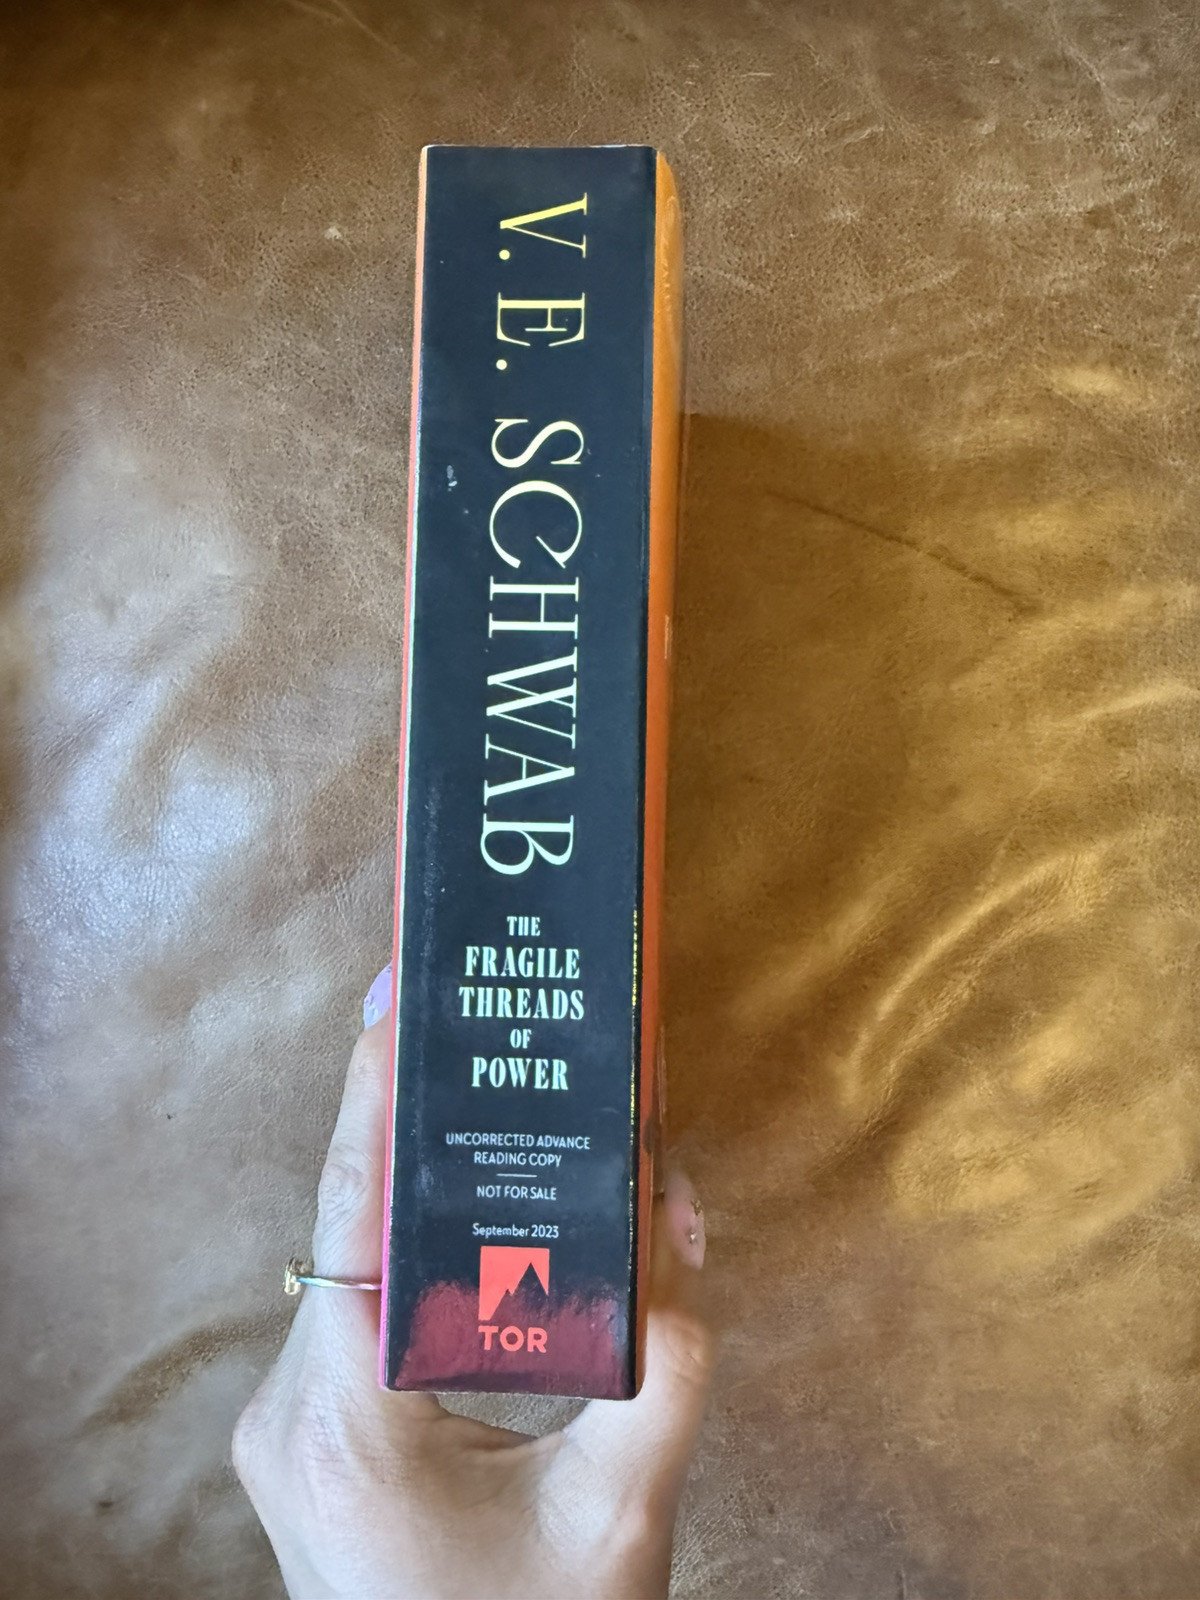 V. E. SCHWAB
THE
FRAGILE
THREADS
OF
POWER
UNCORRECTED ADVANCE
READING COPY
NOT FOR SALE
September 2023
TOR